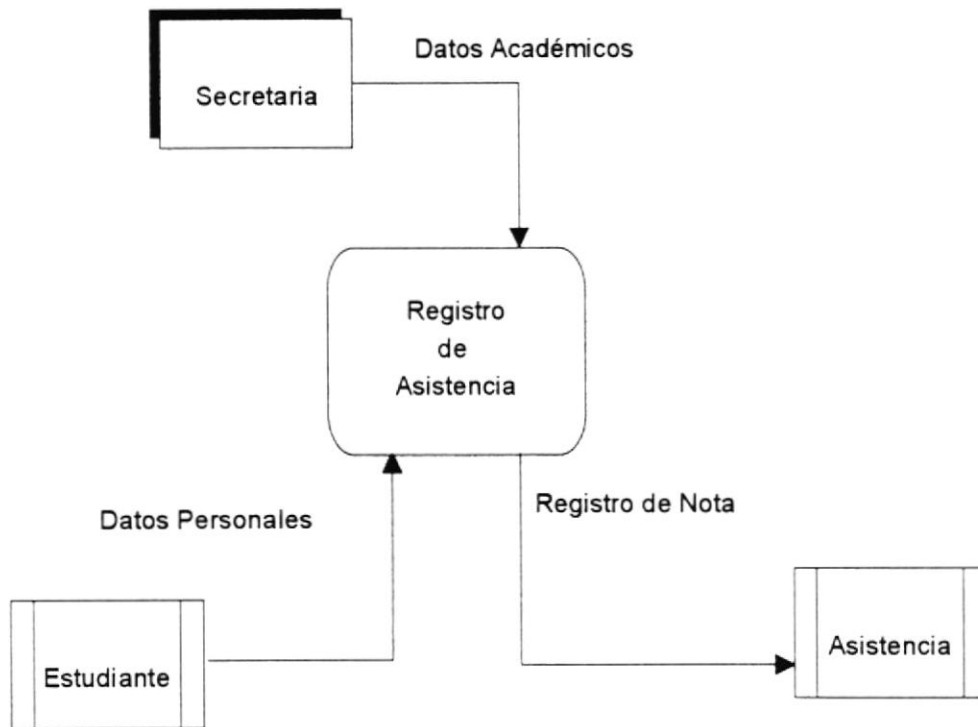 Datos Académicos
Secretaria
Registro
de
Asistencia
Registro de Nota
Datos Personales
Asistencia
Estudiante